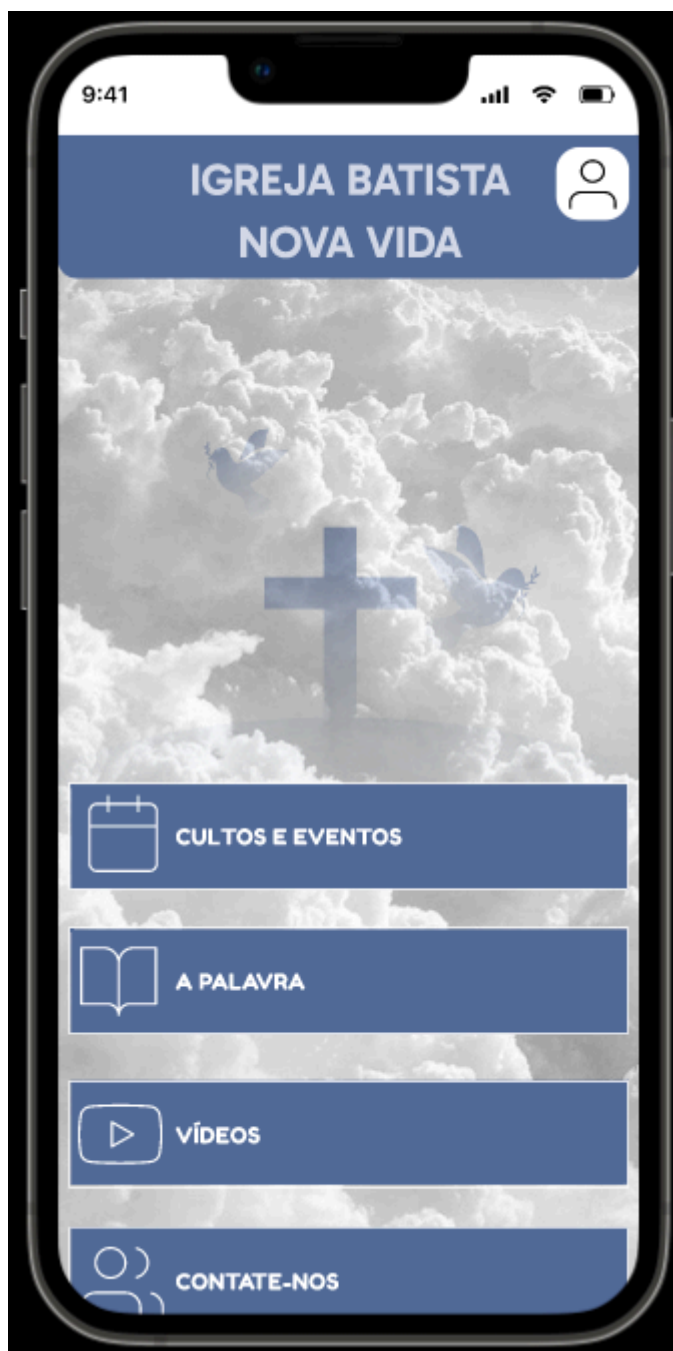 9:41
IGREJA BATISTA
NOVA VIDA
CULTOS E EVENTOS
A PALAVRA
VÍDEOS
CONTATE-NOS